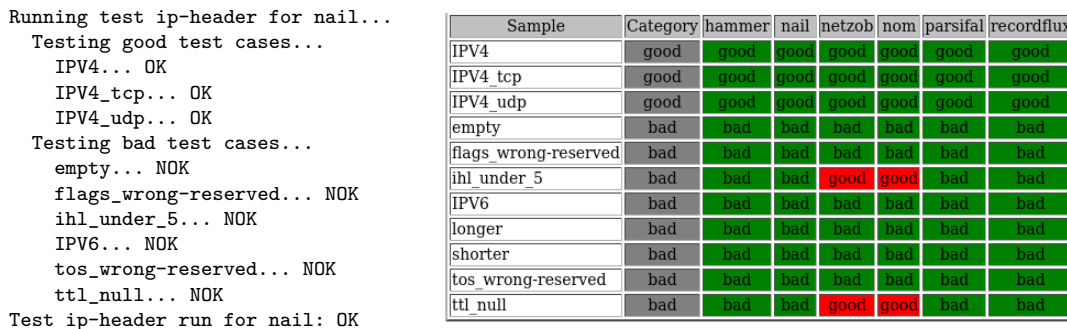 Running test ip-header for nail...
Testing good test cases...
IPV4... OK
IPV4_tcp... OK
IPV4_udp... OK
Testing bad test cases...
empty... NOK
flags_wrong-reserved... NOK
ihl_under_5... NOK
IPV6... NOK
tos_wrong-reserved... NOK
ttl_null... NOK
Test ip-header run for nail: OK
Sample Category hammer nail netzob nom parsifal recordflux
IPV4 good good good good good good good
IPV4_tcp good good good good good good good
IPV4_udp good good good good good good good
empty bad bad bad bad bad bad bad
flags_wrong-reserved bad bad bad bad bad bad bad
ihl_under_5 bad bad bad good good bad bad
IPV6 bad bad bad bad bad bad bad
longer bad bad bad bad bad bad bad
shorter bad bad bad bad bad bad bad
tos_wrong-reserved bad bad bad bad bad bad bad
ttl_null bad bad bad good good bad bad